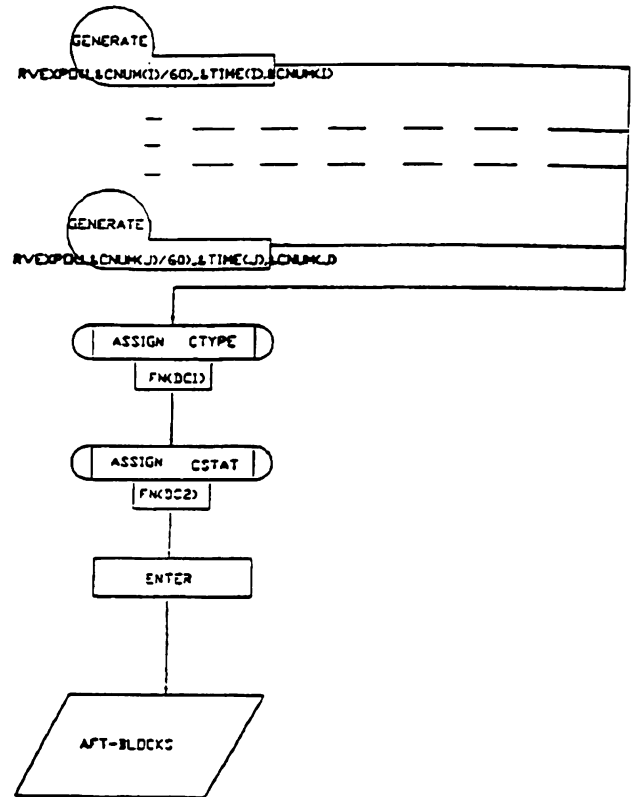 GENERATE
RVEXPO(1,&CNUM(I)/60),,&TIME(I),&CNUM(I)
GENERATE
RVEXPO(1,&CNUM(J)/60),,&TIME(J),&CNUM(J)
ASSIGN CTYPE
FN(DC1)
ASSIGN CSTAT
FN(DC2)
ENTER
AFT-BLOCKS